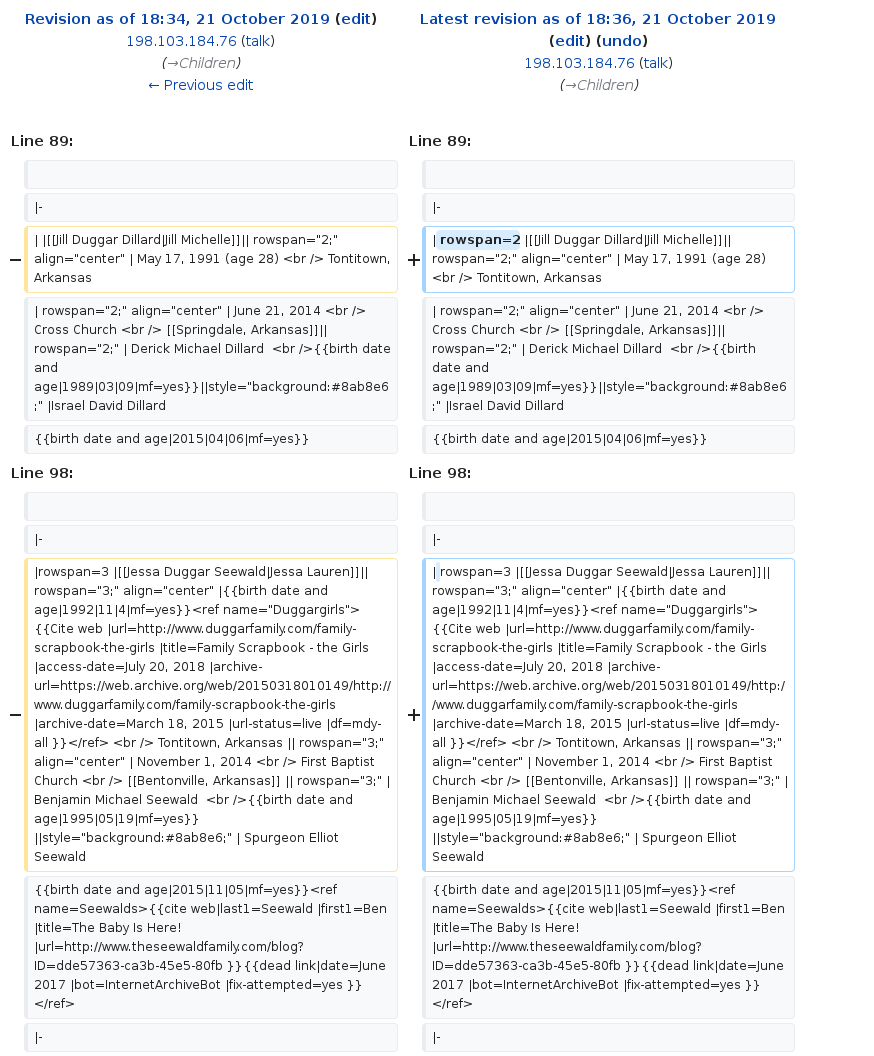 Revision as of 18:34, 21 October 2019 (edit)
198.103.184.76 (talk)
(→Children)
← Previous edit
Latest revision as of 18:36, 21 October 2019
(edit) (undo)
198.103.184.76 (talk)
(→Children)
Line 89:
Line 89:
|-
|-
− | |[[Jill Duggar Dillard|Jill Michelle]]|| rowspan="2;"
align="center" | May 17, 1991 (age 28) <br /> Tontitown,
Arkansas
+ | rowspan=2 |[[Jill Duggar Dillard|Jill Michelle]]||
rowspan="2;" align="center" | May 17, 1991 (age 28)
<br /> Tontitown, Arkansas
| rowspan="2;" align="center" | June 21, 2014 <br />
Cross Church <br /> [[Springdale, Arkansas]]||
rowspan="2;" | Derick Michael Dillard <br />{{birth date
and
age|1989|03|09|mf=yes}}||style="background:#8ab8e6
;" |Israel David Dillard
| rowspan="2;" align="center" | June 21, 2014 <br />
Cross Church <br /> [[Springdale, Arkansas]]||
rowspan="2;" | Derick Michael Dillard <br />{{birth
date and
age|1989|03|09|mf=yes}}||style="background:#8ab8e6
;" |Israel David Dillard
{{birth date and age|2015|04|06|mf=yes}}
{{birth date and age|2015|04|06|mf=yes}}
Line 98:
Line 98:
|-
|-
− |rowspan=3 |[[Jessa Duggar Seewald|Jessa Lauren]]||
rowspan="3;" align="center" |{{birth date and
age|1992|11|4|mf=yes}}<ref name="Duggargirls">
{{Cite web |url=http://www.duggarfamily.com/family-
scrapbook-the-girls |title=Family Scrapbook - the Girls
|access-date=July 20, 2018 |archive-
url=https://web.archive.org/web/20150318010149/http://
www.duggarfamily.com/family-scrapbook-the-girls
|archive-date=March 18, 2015 |url-status=live |df=mdy-
all }}</ref> <br /> Tontitown, Arkansas || rowspan="3;"
align="center" | November 1, 2014 <br /> First Baptist
Church <br /> [[Bentonville, Arkansas]] || rowspan="3;" |
Benjamin Michael Seewald <br />{{birth date and
age|1995|05|19|mf=yes}}
||style="background:#8ab8e6;" | Spurgeon Elliot
Seewald
+ | rowspan=3 |[[Jessa Duggar Seewald|Jessa Lauren]]||
rowspan="3;" align="center" |{{birth date and
age|1992|11|4|mf=yes}}<ref name="Duggargirls">
{{Cite web |url=http://www.duggarfamily.com/family-
scrapbook-the-girls |title=Family Scrapbook - the Girls
|access-date=July 20, 2018 |archive-
url=https://web.archive.org/web/20150318010149/http:/
/www.duggarfamily.com/family-scrapbook-the-girls
|archive-date=March 18, 2015 |url-status=live |df=mdy-
all }}</ref> <br /> Tontitown, Arkansas || rowspan="3;"
align="center" | November 1, 2014 <br /> First Baptist
Church <br /> [[Bentonville, Arkansas]] || rowspan="3;" |
Benjamin Michael Seewald <br />{{birth date and
age|1995|05|19|mf=yes}}
||style="background:#8ab8e6;" | Spurgeon Elliot
Seewald
{{birth date and age|2015|11|05|mf=yes}}<ref
name=Seewalds>{{cite web|last1=Seewald |first1=Ben
|title=The Baby Is Here!
|url=http://www.theseewaldfamily.com/blog?
ID=dde57363-ca3b-45e5-80fb }}{{dead link|date=June
2017 |bot=InternetArchiveBot |fix-attempted=yes }}
</ref>
{{birth date and age|2015|11|05|mf=yes}}<ref
name=Seewalds>{{cite web|last1=Seewald |first1=Ben
|title=The Baby Is Here!
|url=http://www.theseewaldfamily.com/blog?
ID=dde57363-ca3b-45e5-80fb }}{{dead link|date=June
2017 |bot=InternetArchiveBot |fix-attempted=yes }}
</ref>
|-
|-